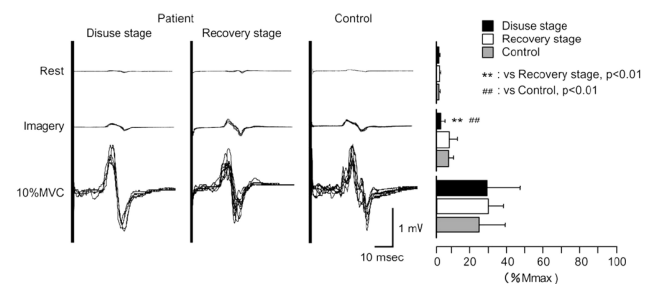 Patient
Control
Disuse stage
Recovery stage
Rest
Imagery
10%MVC
1 mV
10 msec
Disuse stage
Recovery stage
Control
** : vs Recovery stage, p<0.01
## : vs Control, p<0.01
** ##
0 20 40 60 80 100
(%Mmax)